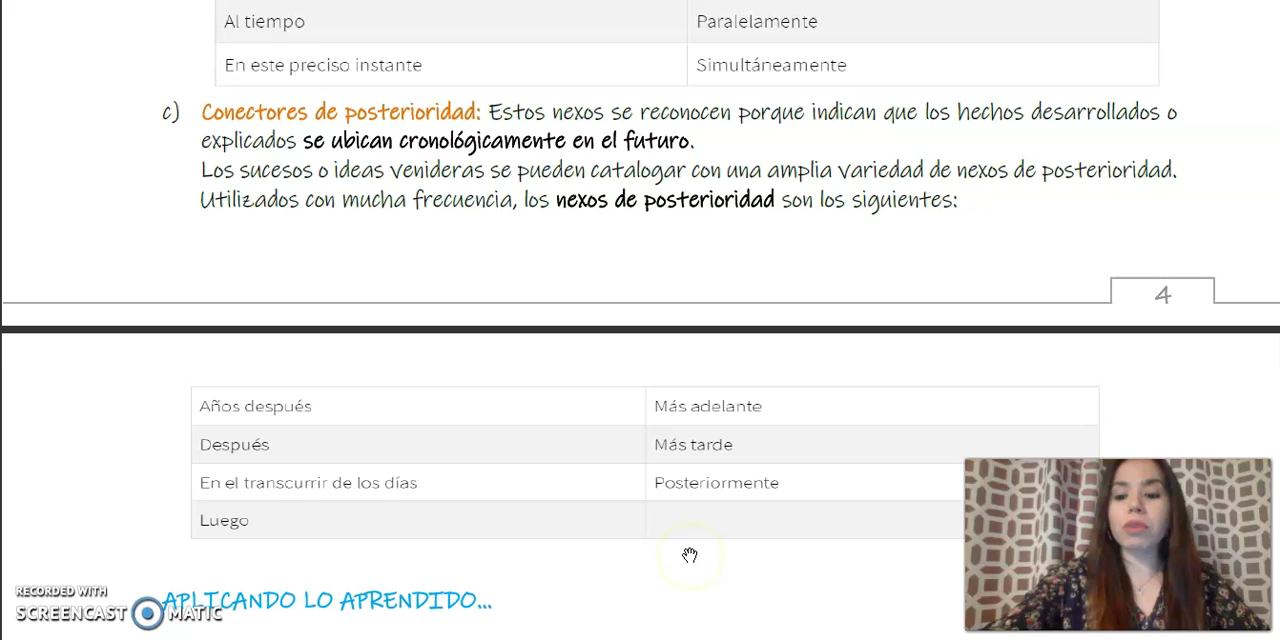 Al tiempo Paralelamente
En este preciso instante Simultáneamente
c) Conectores de posterioridad: Estos nexos se reconocen porque indican que los hechos desarrollados o
explicados se ubican cronológicamente en el futuro.
Los sucesos o ideas venideras se pueden catalogar con una amplia variedad de nexos de posterioridad.
Utilizados con mucha frecuencia, los nexos de posterioridad son los siguientes:
4
Años después Más adelante
Después Más tarde
En el transcurrir de los días Posteriormente
Luego
APLICANDO LO APRENDIDO...
RECORDED WITH
SCREENCAST MATIC